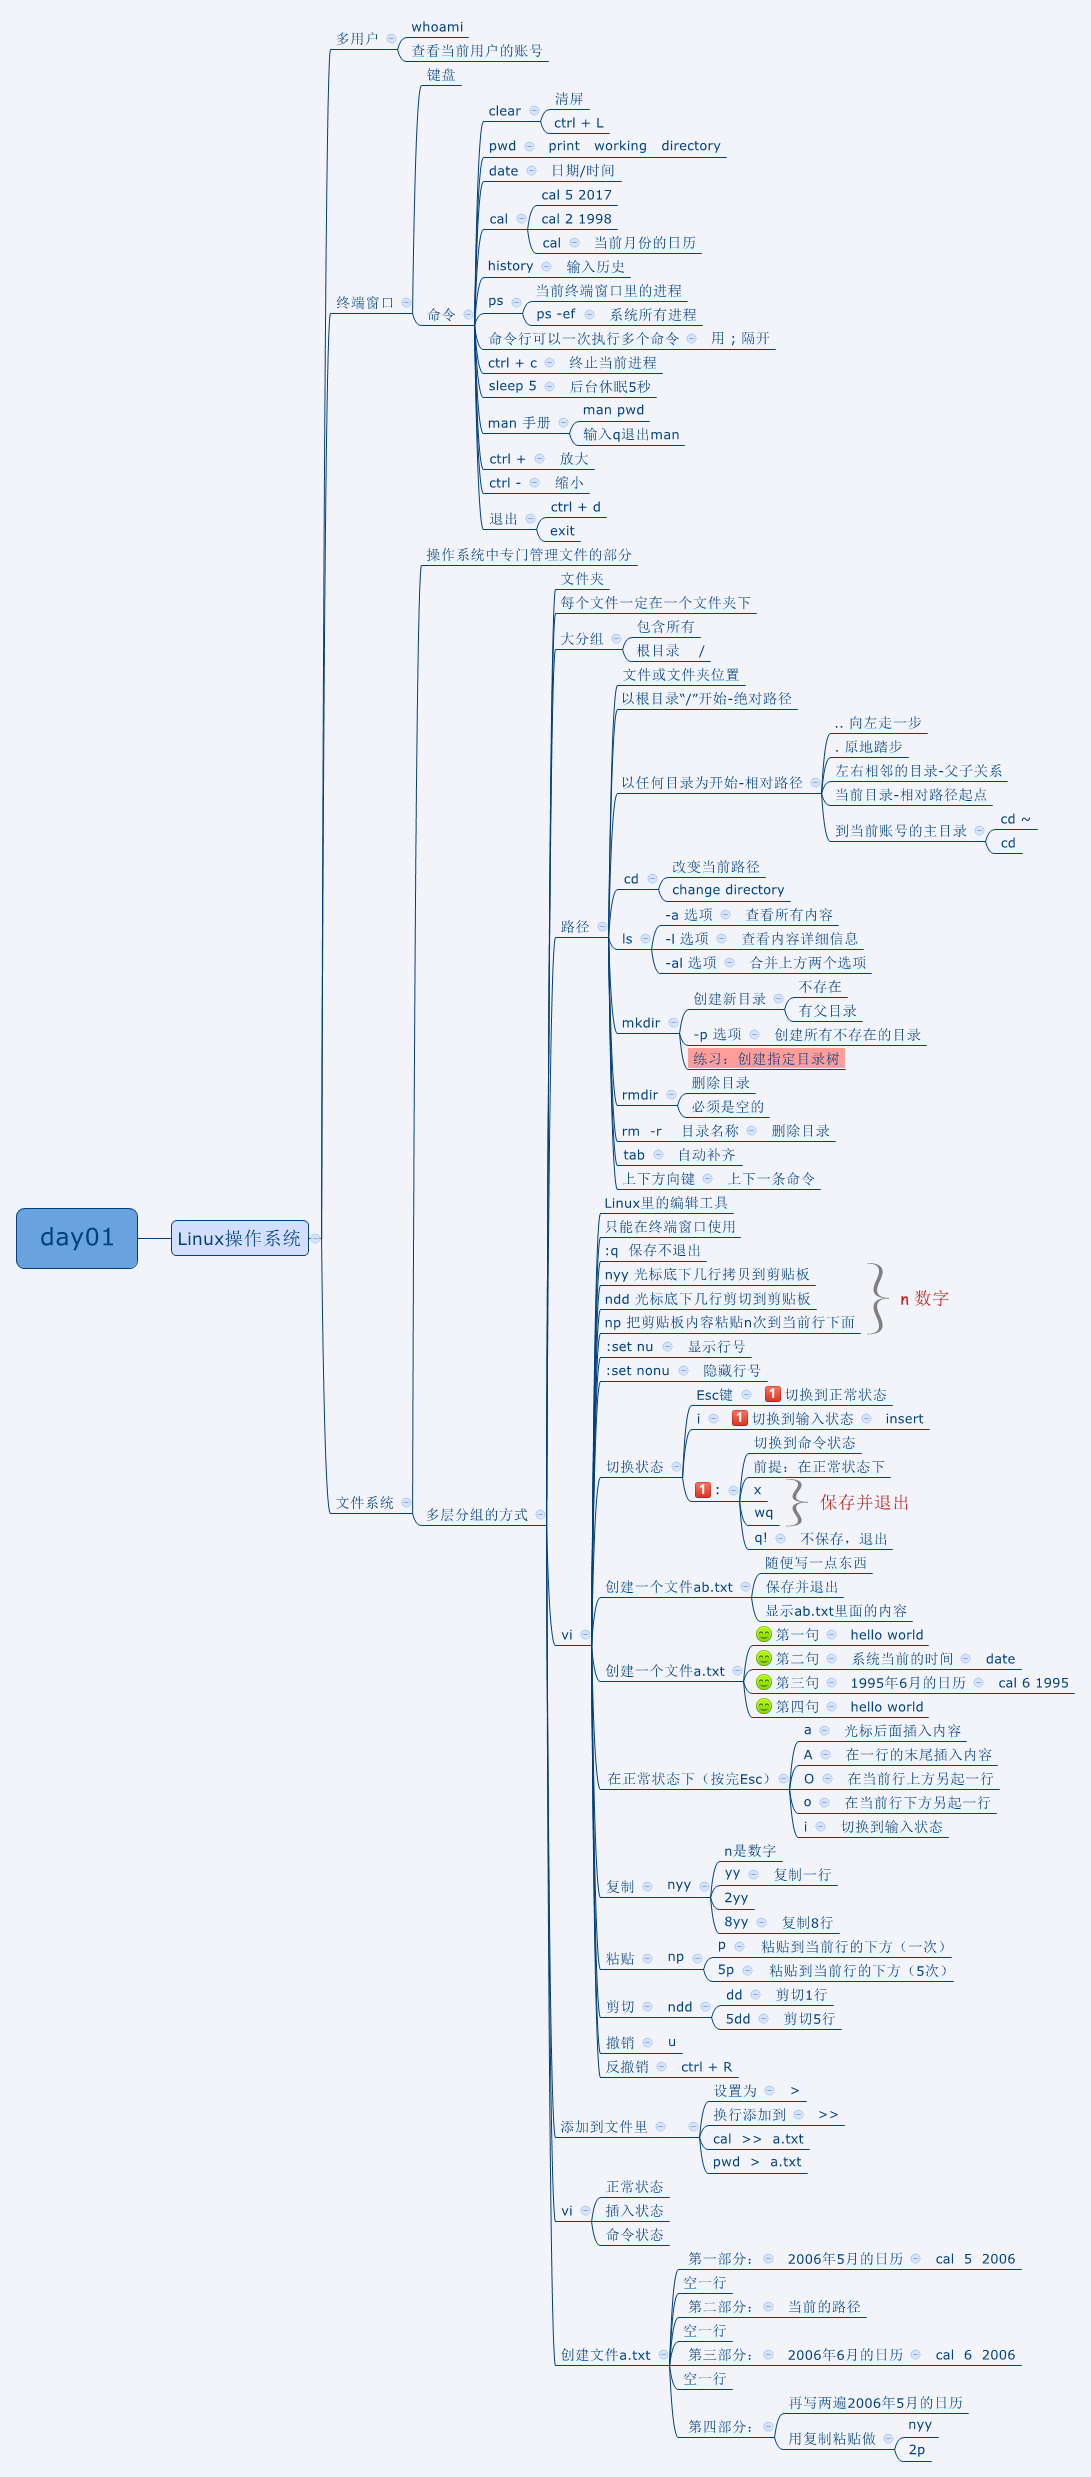 day01
Linux操作系统
多用户
whoami
查看当前用户的账号
终端窗口
键盘
命令
clear
清屏
ctrl + L
pwd print working directory
date 日期/时间
cal
cal 5 2017
cal 2 1998
cal 当前月份的日历
history 输入历史
ps
当前终端窗口里的进程
ps -ef 系统所有进程
命令行可以一次执行多个命令 用 ; 隔开
ctrl + c 终止当前进程
sleep 5 后台休眠5秒
man 手册
man pwd
输入q退出man
ctrl + 放大
ctrl - 缩小
退出
ctrl + d
exit
文件系统
操作系统中专门管理文件的部分
多层分组的方式
文件夹
每个文件一定在一个文件夹下
大分组
包含所有
根目录 /
路径
文件或文件夹位置
以根目录“/”开始-绝对路径
以任何目录为开始-相对路径
.. 向左走一步
. 原地踏步
左右相邻的目录-父子关系
当前目录-相对路径起点
到当前账号的主目录
cd ~
cd
cd
改变当前路径
change directory
ls
-a 选项 查看所有内容
-l 选项 查看内容详细信息
-al 选项 合并上方两个选项
mkdir
创建新目录
不存在
有父目录
-p 选项 创建所有不存在的目录
练习：创建指定目录树
rmdir
删除目录
必须是空的
rm -r 目录名称 删除目录
tab 自动补齐
上下方向键 上下一条命令
vi
Linux里的编辑工具
只能在终端窗口使用
:q 保存不退出
nyy 光标底下几行拷贝到剪贴板
ndd 光标底下几行剪切到剪贴板
np 把剪贴板内容粘贴n次到当前行下面
n 数字
:set nu 显示行号
:set nonu 隐藏行号
切换状态
Esc键 1 切换到正常状态
i 1 切换到输入状态 insert
1 :
切换到命令状态
前提：在正常状态下
x
wq
保存并退出
q! 不保存，退出
创建一个文件ab.txt
随便写一点东西
保存并退出
显示ab.txt里面的内容
创建一个文件a.txt
第一句 hello world
第二句 系统当前的时间 date
第三句 1995年6月的日历 cal 6 1995
第四句 hello world
在正常状态下（按完Esc）
a 光标后面插入内容
A 在一行的末尾插入内容
O 在当前行上方另起一行
o 在当前行下方另起一行
i 切换到输入状态
复制 nyy
n是数字
yy 复制一行
2yy
8yy 复制8行
粘贴 np
p 粘贴到当前行的下方（一次）
5p 粘贴到当前行的下方（5次）
剪切 ndd
dd 剪切1行
5dd 剪切5行
撤销 u
反撤销 ctrl + R
添加到文件里
设置为 >
换行添加到 >>
cal >> a.txt
pwd > a.txt
vi
正常状态
插入状态
命令状态
创建文件a.txt
第一部分： 2006年5月的日历 cal 5 2006
空一行
第二部分： 当前的路径
空一行
第三部分： 2006年6月的日历 cal 6 2006
空一行
第四部分：
再写两遍2006年5月的日历
用复制粘贴做
nyy
2p